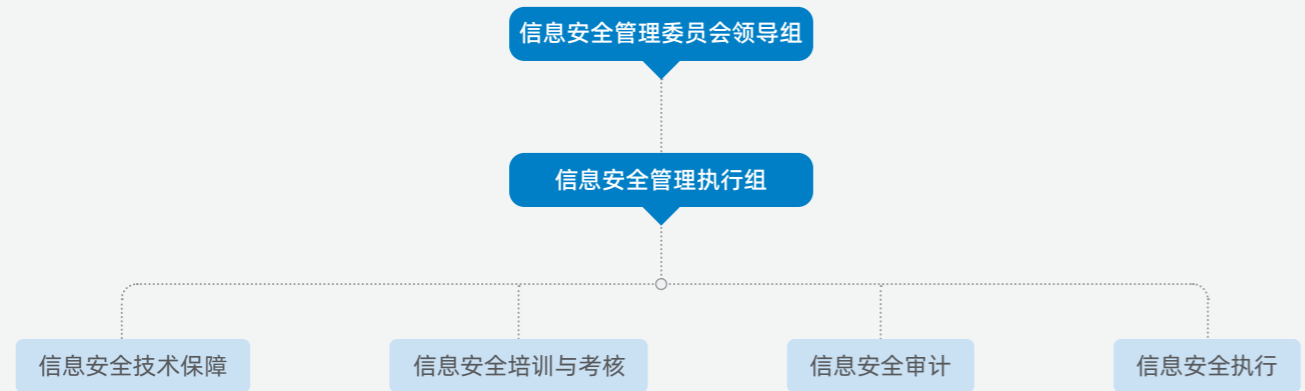 信息安全管理委员会领导组
信息安全管理执行组
信息安全技术保障
信息安全培训与考核
信息安全审计
信息安全执行